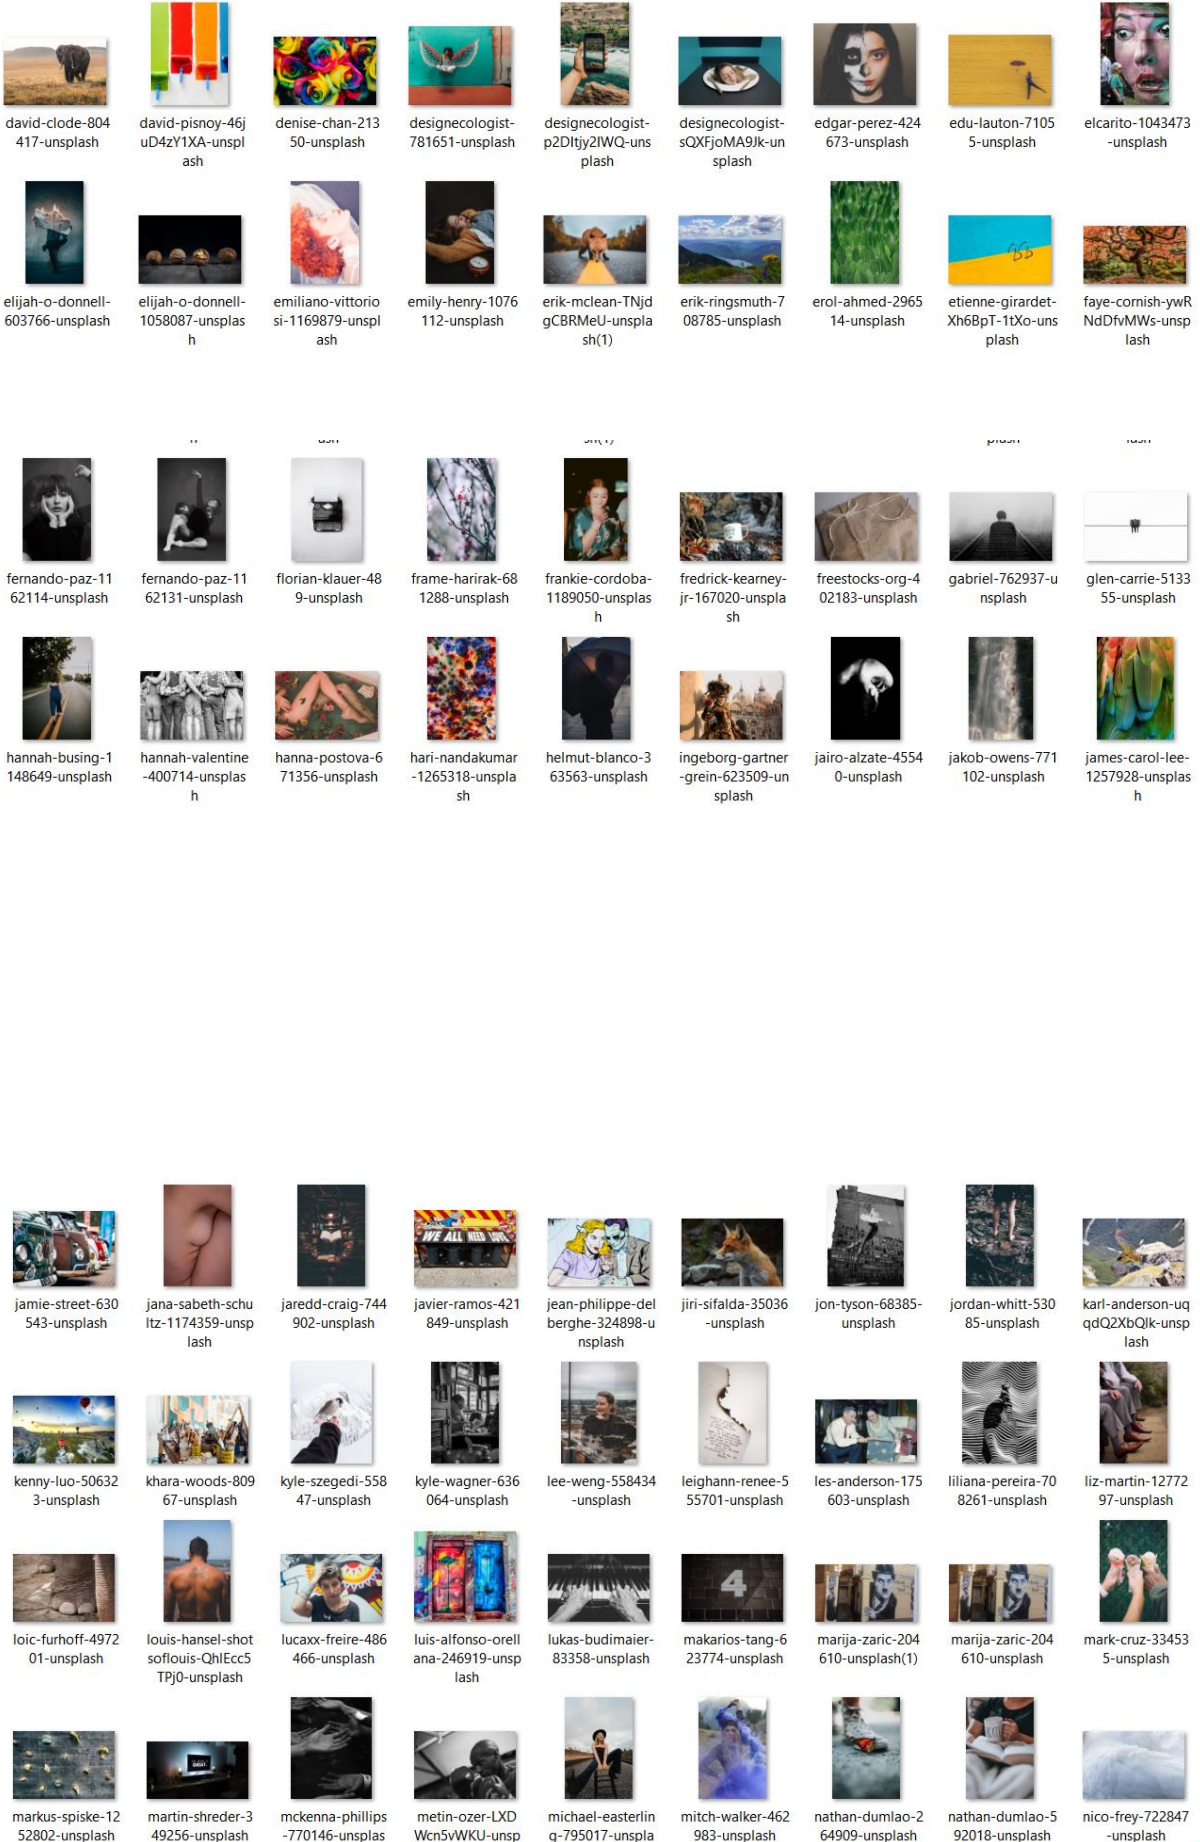 david-clode-804 david-pisnoy-46j denise-chan-213 designecologist- designecologist- designecologist- edgar-perez-424 edu-lauton-7105 elcarito-1043473
417-unsplash uD4zY1XA-unspl 50-unsplash 781651-unsplash p2DItjy2IWQ-uns sQXFjoMA9Jk-un 673-unsplash 5-unsplash -unsplash
ash plash splash
elijah-o-donnell- elijah-o-donnell- emiliano-vittorio emily-henry-1076 erik-mclean-TNjd erik-ringsmuth-7 erol-ahmed-2965 etienne-girardet- faye-cornish-ywR
603766-unsplash 1058087-unsplas si-1169879-unspl 112-unsplash gCBRMeU-unspla 08785-unsplash 14-unsplash Xh6BpT-1tXo-uns NdDfvMWs-unsp
h ash sh(1) plash lash
fernando-paz-11 fernando-paz-11 florian-klauer-48 frame-harirak-68 frankie-cordoba- fredrick-kearney- freestocks-org-4 gabriel-762937-u glen-carrie-5133
62114-unsplash 62131-unsplash 9-unsplash 1288-unsplash 1189050-unsplas jr-167020-unspla 02183-unsplash nsplash 55-unsplash
h sh
hannah-busing-1 hannah-valentine hanna-postova-6 hari-nandakumar helmut-blanco-3 ingeborg-gartner jairo-alzate-4554 jakob-owens-771 james-carol-lee-
148649-unsplash -400714-unsplas 71356-unsplash -1265318-unspla 63563-unsplash -grein-623509-un 0-unsplash 102-unsplash 1257928-unsplas
h sh splash h
WE ALL NEED LOVE
jamie-street-630 jana-sabeth-schu jaredd-craig-744 javier-ramos-421 jean-philippe-del jiri-sifalda-35036 jon-tyson-68385- jordan-whitt-530 karl-anderson-uq
543-unsplash ltz-1174359-unsp 902-unsplash 849-unsplash berghe-324898-u -unsplash unsplash 85-unsplash qdQ2XbQlk-unsp
lash nsplash lash
kenny-luo-50632 khara-woods-809 kyle-szegedi-558 kyle-wagner-636 lee-weng-558434 leighann-renee-5 les-anderson-175 liliana-pereira-70 liz-martin-12772
3-unsplash 67-unsplash 47-unsplash 064-unsplash -unsplash 55701-unsplash 603-unsplash 8261-unsplash 97-unsplash
4
loic-furhoff-4972 louis-hansel-shot lucaxx-freire-486 luis-alfonso-orell lukas-budimaier- makarios-tang-6 marija-zaric-204 marija-zaric-204 mark-cruz-33453
01-unsplash soflouis-QhIEcc5 466-unsplash ana-246919-unsp 83358-unsplash 23774-unsplash 610-unsplash(1) 610-unsplash 5-unsplash
TPj0-unsplash lash
markus-spiske-12 martin-shreder-3 mckenna-phillips metin-ozer-LXD michael-easterlin mitch-walker-462 nathan-dumlao-2 nathan-dumlao-5 nico-frey-722847
52802-unsplash 49256-unsplash -770146-unsplas Wcn5vWKU-unsp g-795017-unspla 983-unsplash 64909-unsplash 92018-unsplash -unsplash